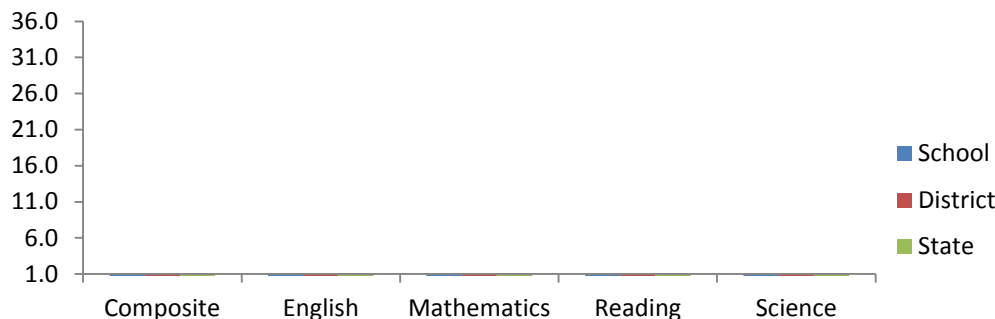 36.0
31.0
26.0
21.0
16.0
11.0
6.0
1.0
Composite English Mathematics Reading Science
School
District
State